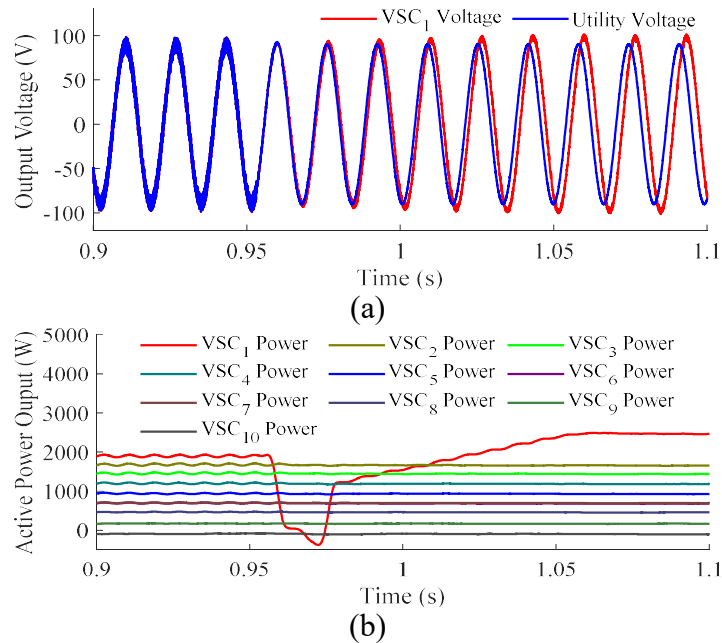 VSC1 Voltage Utility Voltage
100
50
0
-50
-100
Output Voltage (V)
0.9 0.95 1 1.05 1.1
Time (s)
(a)
5000
4000
3000
2000
1000
0
Active Power Ouput (W)
VSC1 Power VSC2 Power VSC3 Power
VSC4 Power VSC5 Power VSC6 Power
VSC7 Power VSC8 Power VSC9 Power
VSC10 Power
0.9 0.95 1 1.05 1.1
Time (s)
(b)